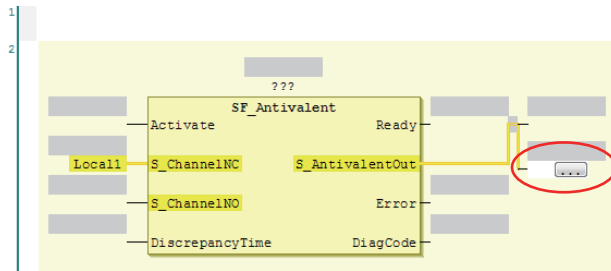 1
2
???
SF_Antivalent
Activate Ready
Local1 S_ChannelNC S_AntivalentOut ...
S_ChannelNO Error
DiscrepancyTime DiagCode